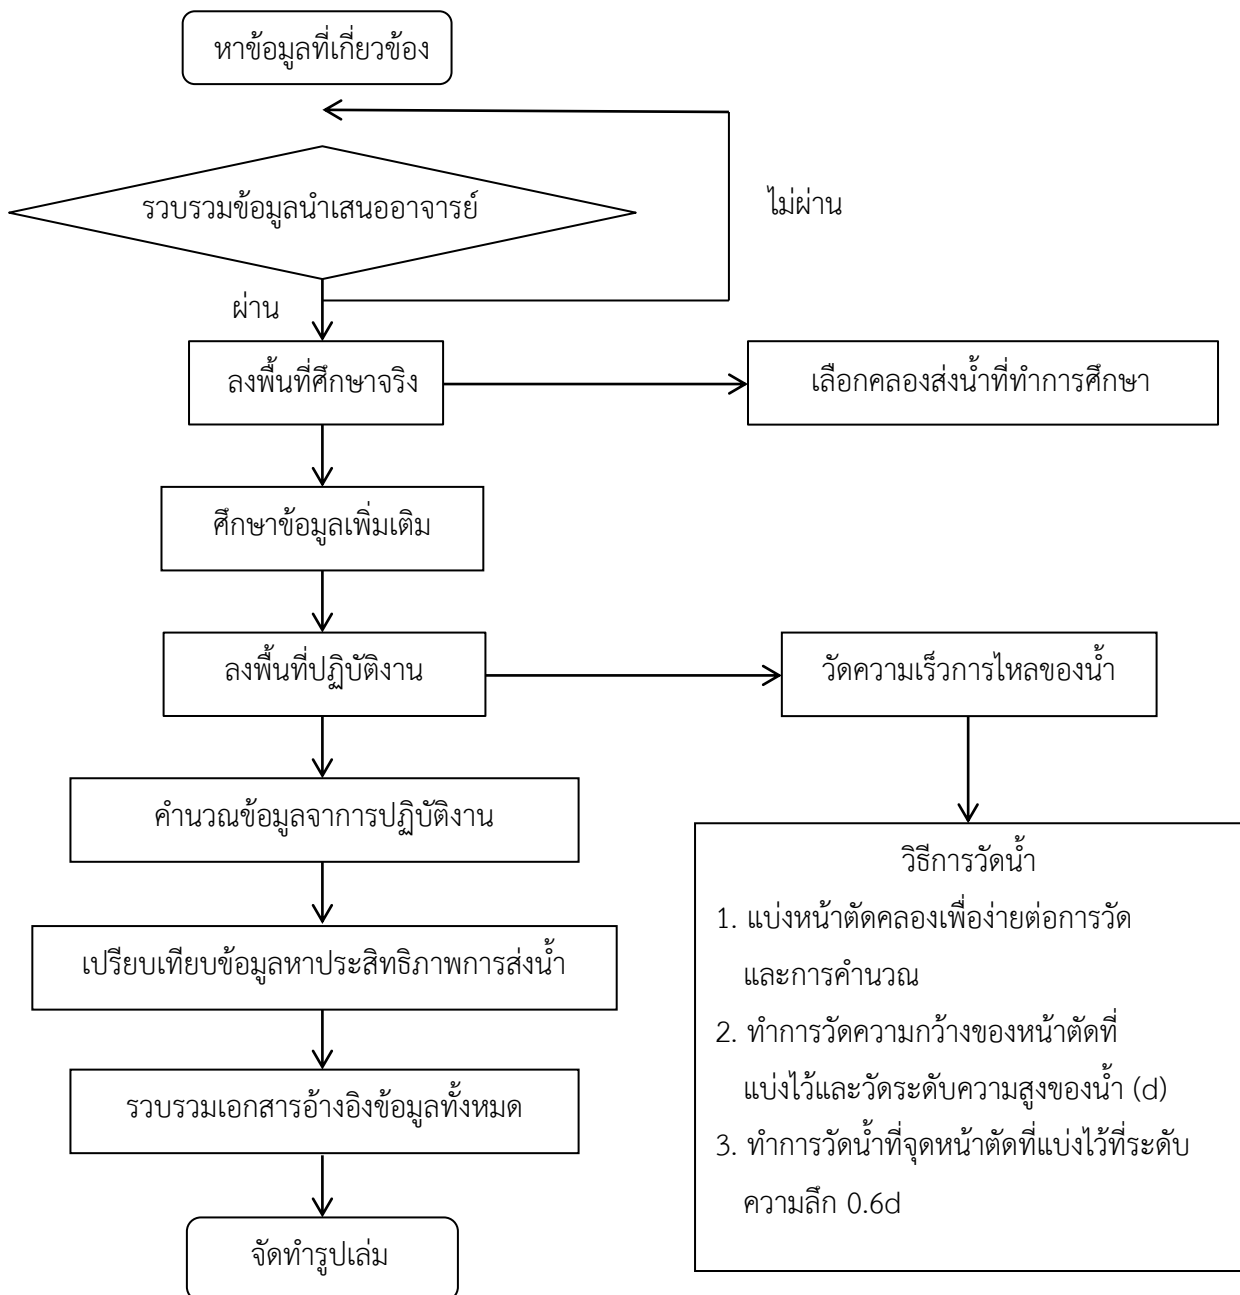 หาข้อมูลที่เกี่ยวข้อง
รวบรวมข้อมูลนำเสนออาจารย์
ไม่ผ่าน
ผ่าน
ลงพื้นที่ศึกษาจริง
เลือกคลองส่งน้ำที่ทำการศึกษา
ศึกษาข้อมูลเพิ่มเติม
ลงพื้นที่ปฏิบัติงาน
วัดความเร็วการไหลของน้ำ
คำนวณข้อมูลจาการปฏิบัติงาน
เปรียบเทียบข้อมูลหาประสิทธิภาพการส่งน้ำ
รวบรวมเอกสารอ้างอิงข้อมูลทั้งหมด
จัดทำรูปเล่ม
วิธีการวัดน้ำ
1. แบ่งหน้าตัดคลองเพื่อง่ายต่อการวัด
และการคำนวณ
2. ทำการวัดความกว้างของหน้าตัดที่
แบ่งไว้และวัดระดับความสูงของน้ำ (d)
3. ทำการวัดน้ำที่จุดหน้าตัดที่แบ่งไว้ที่ระดับ
ความลึก 0.6d